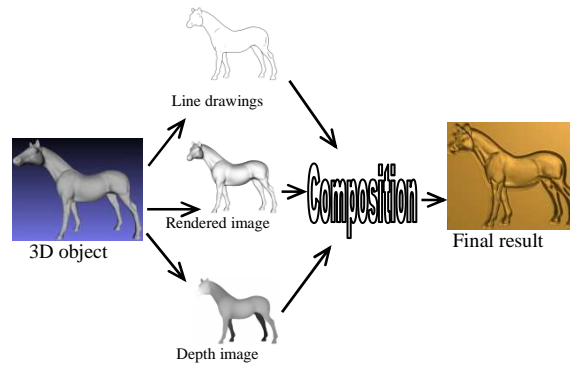 Line drawings
3D object
Rendered image
Composition
Final result
Depth image